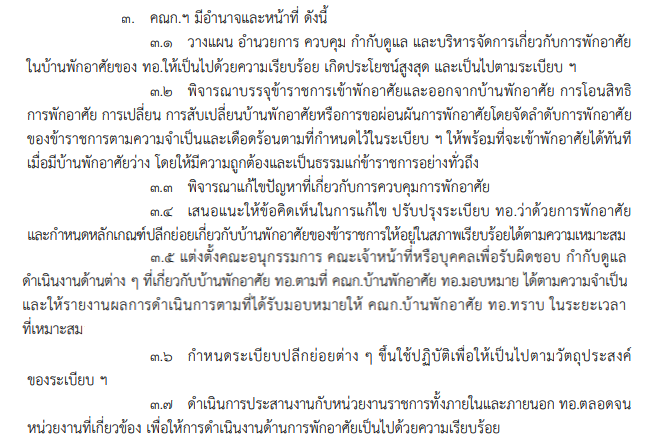 ๓. คณก.ฯ มีอำนาจและหน้าที่ ดังนี้
๓.๑ วางแผน อำนวยการ ควบคุม กำกับดูแล และบริหารจัดการเกี่ยวกับการพักอาศัย
ในบ้านพักอาศัยของ ทอ.ให้เป็นไปด้วยความเรียบร้อย เกิดประโยชน์สูงสุด และเป็นไปตามระเบียบ ฯ
๓.๒ พิจารณาบรรจุข้าราชการเข้าพักอาศัยและออกจากบ้านพักอาศัย การโอนสิทธิ
การพักอาศัย การเปลี่ยน การสับเปลี่ยนบ้านพักอาศัยหรือการขอผ่อนผันการพักอาศัยโดยจัดลำดับการพักอาศัย
ของข้าราชการตามความจำเป็นและเดือดร้อนตามที่กำหนดไว้ในระเบียบ ฯ ให้พร้อมที่จะเข้าพักอาศัยได้ทันที
เมื่อมีบ้านพักอาศัยว่าง โดยให้มีความถูกต้องและเป็นธรรมแก่ข้าราชการอย่างทั่วถึง
๓.๓ พิจารณาแก้ไขปัญหาที่เกี่ยวกับการควบคุมการพักอาศัย
๓.๔ เสนอแนะให้ข้อคิดเห็นในการแก้ไข ปรับปรุงระเบียบ ทอ.ว่าด้วยการพักอาศัย
และกำหนดหลักเกณฑ์ปลีกย่อยเกี่ยวกับบ้านพักอาศัยของข้าราชการให้อยู่ในสภาพเรียบร้อยได้ตามความเหมาะสม
๓.๕ แต่งตั้งคณะอนุกรรมการ คณะเจ้าหน้าที่หรือบุคคลเพื่อรับผิดชอบ กำกับดูแล
ดำเนินงานด้านต่าง ๆ ที่เกี่ยวกับบ้านพักอาศัย ทอ.ตามที่ คณก.บ้านพักอาศัย ทอ.มอบหมาย ได้ตามความจำเป็น
และให้รายงานผลการดำเนินการตามที่ได้รับมอบหมายให้ คณก.บ้านพักอาศัย ทอ.ทราบ ในระยะเวลา
ที่เหมาะสม
๓.๖ กำหนดระเบียบปลีกย่อยต่าง ๆ ขึ้นใช้ปฏิบัติเพื่อให้เป็นไปตามวัตถุประสงค์
ของระเบียบ ฯ
๓.๗ ดำเนินการประสานงานกับหน่วยงานราชการทั้งภายในและภายนอก ทอ.ตลอดจน
หน่วยงานที่เกี่ยวข้อง เพื่อให้การดำเนินงานด้านการพักอาศัยเป็นไปด้วยความเรียบร้อย